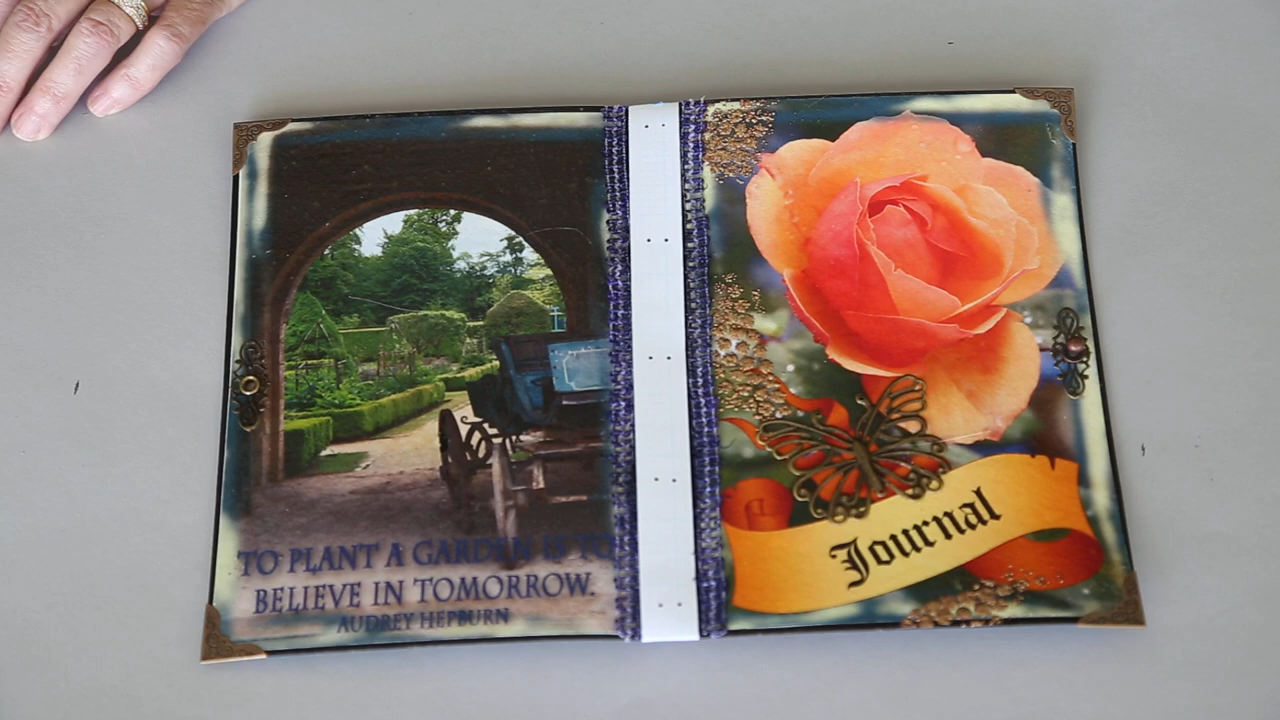 TO PLANT A GARDEN IS TO
BELIEVE IN TOMORROW.
AUDREY HEPBURN
Journal